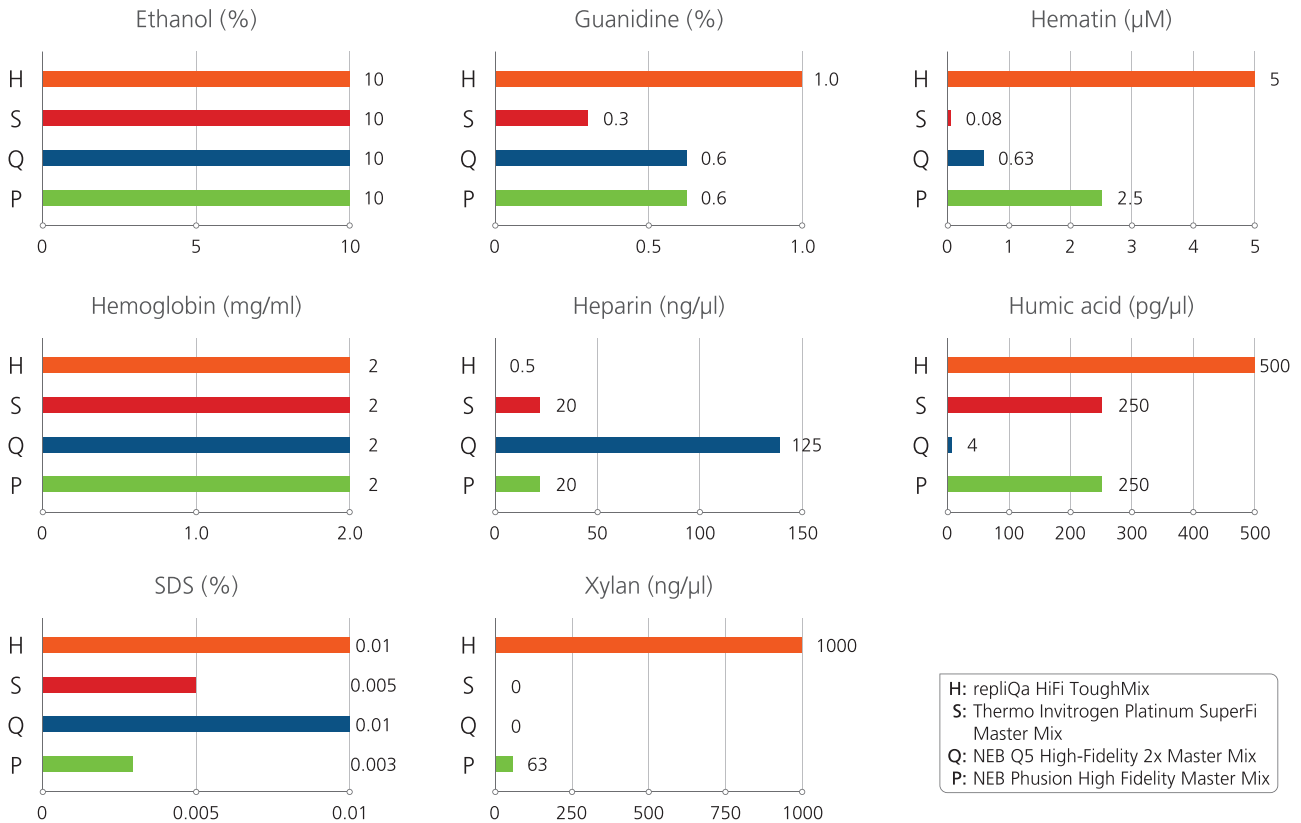 Ethanol (%)
H 10
S 10
Q 10
P 10
0 5 10
Guanidine (%)
H 1.0
S 0.3
Q 0.6
P 0.6
0 0.5 1.0
Hematin (µM)
H 5
S 0.08
Q 0.63
P 2.5
0 1 2 3 4 5
Hemoglobin (mg/ml)
H 2
S 2
Q 2
P 2
0 1.0 2.0
Heparin (ng/µl)
H 0.5
S 20
Q 125
P 20
0 50 100 150
Humic acid (pg/µl)
H 500
S 250
Q 4
P 250
0 100 200 300 400 500
SDS (%)
H 0.01
S 0.005
Q 0.01
P 0.003
0 0.005 0.01
Xylan (ng/µl)
H 1000
S 0
Q 0
P 63
0 250 500 750 1000
H: repliQa HiFi ToughMix
S: Thermo Invitrogen Platinum SuperFi
Master Mix
Q: NEB Q5 High-Fidelity 2x Master Mix
P: NEB Phusion High Fidelity Master Mix